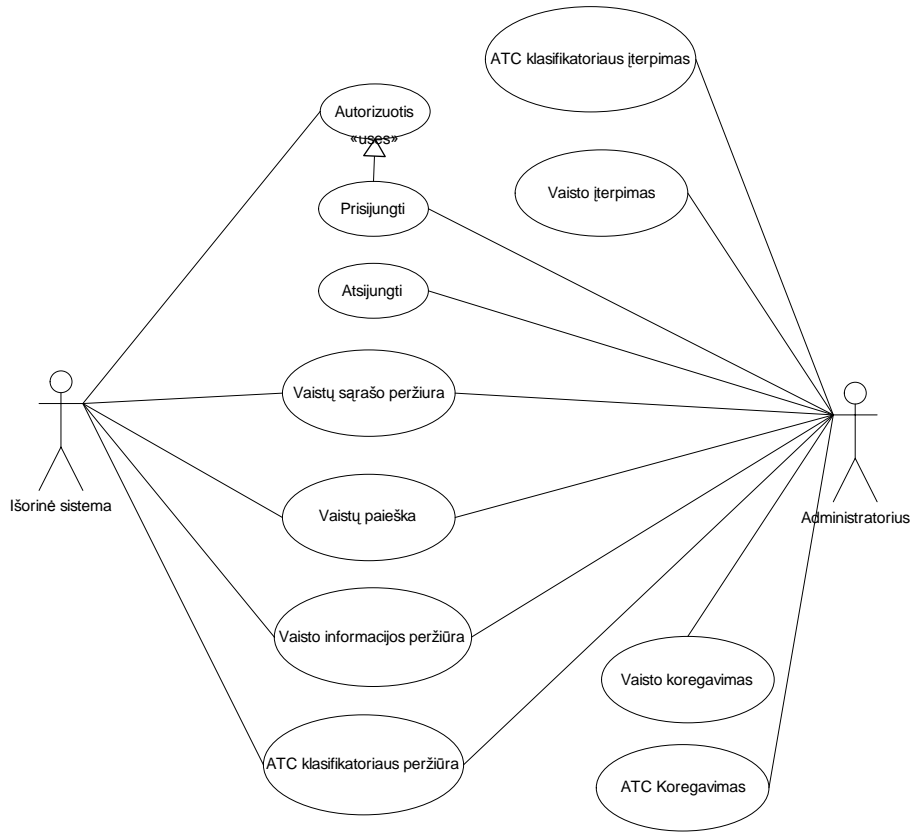 ATC klasifikatoriaus įterpimas
Autorizuotis
«uses»
Vaisto įterpimas
Prisijungti
Atsijungti
Vaistų sąrašo peržiura
Išorinė sistema
Vaistų paieška
Administratorius
Vaisto informacijos peržiūra
Vaisto koregavimas
ATC klasifikatoriaus peržiūra
ATC Koregavimas